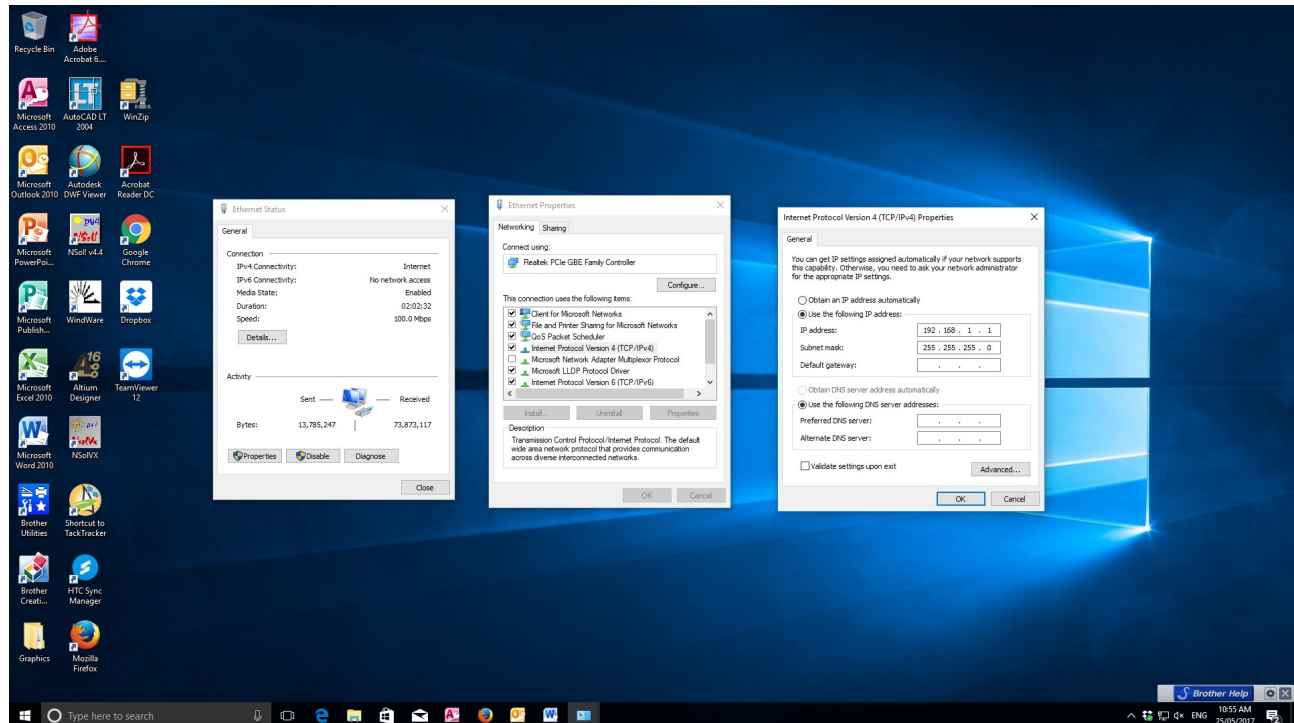 Recycle Bin
Adobe
Acrobat 6....
Microsoft
Access 2010
AutoCAD LT
2004
WinZip
Microsoft
Outlook 2010
Autodesk
DWF Viewer
Acrobat
Reader DC
Microsoft
PowerPoi...
NSol! v4.4
Google
Chrome
Microsoft
Publish...
WindWare
Dropbox
Microsoft
Excel 2010
Altium
Designer
TeamViewer
12
Microsoft
Word 2010
NSolVX
Brother
Utilities
Shortcut to
TackTracker
Brother
Creati...
HTC Sync
Manager
Graphics
Mozilla
Firefox
Ethernet Status
General
Connection
IPv4 Connectivity: Internet
IPv6 Connectivity: No network access
Media State: Enabled
Duration: 02:02:32
Speed: 100.0 Mbps
Details...
Activity
Sent Received
Bytes: 13,785,247 73,873,117
Properties Disable Diagnose
Close
Ethernet Properties
Networking Sharing
Connect using:
Realtek PCIe GBE Family Controller
Configure...
This connection uses the following items:
Client for Microsoft Networks
File and Printer Sharing for Microsoft Networks
QoS Packet Scheduler
Internet Protocol Version 4 (TCP/IPv4)
Microsoft Network Adapter Multiplexor Protocol
Microsoft LLDP Protocol Driver
Internet Protocol Version 6 (TCP/IPv6)
Install... Uninstall Properties
Description
Transmission Control Protocol/Internet Protocol. The default
wide area network protocol that provides communication
across diverse interconnected networks.
OK Cancel
Internet Protocol Version 4 (TCP/IPv4) Properties
General
You can get IP settings assigned automatically if your network supports
this capability. Otherwise, you need to ask your network administrator
for the appropriate IP settings.
Obtain an IP address automatically
Use the following IP address:
IP address: 192 . 168 . 1 . 1
Subnet mask: 255 . 255 . 255 . 0
Default gateway: . . .
Obtain DNS server address automatically
Use the following DNS server addresses:
Preferred DNS server: . . .
Alternate DNS server: . . .
Validate settings upon exit
Advanced...
OK Cancel
Brother Help
Type here to search
ENG
10:55 AM
25/05/2017